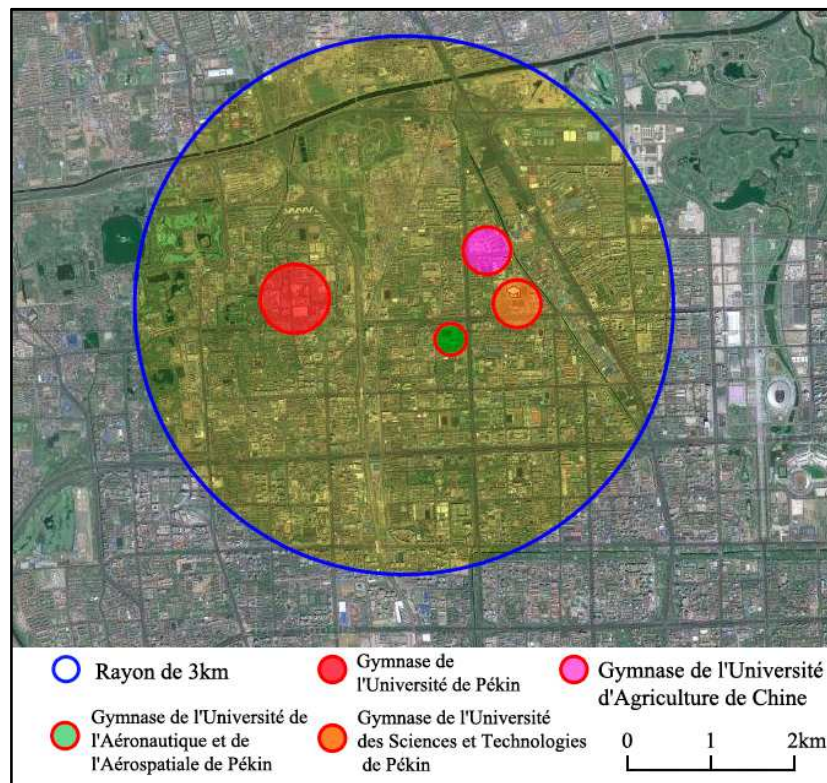 Rayon de 3km
Gymnase de
l'Université de Pékin
Gymnase de l'Université
d'Agriculture de Chine
Gymnase de l'Université de
l'Aéronautique et de
l'Aérospatiale de Pékin
Gymnase de l'Université
des Sciences et Technologies
de Pékin
0 1 2km